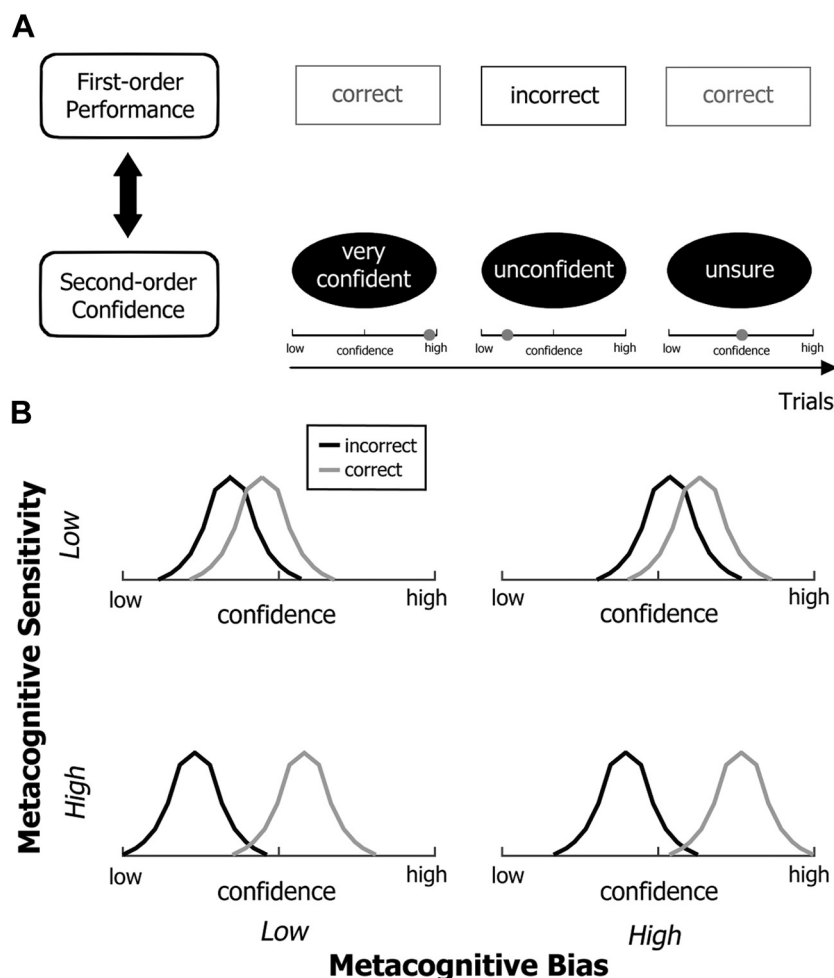 A
First-order
Performance
correct
incorrect
correct
Second-order
Confidence
very
confident
unconfident
unsure
low confidence high
low confidence high
low confidence high
Trials
B
incorrect
correct
Metacognitive Sensitivity
Low
low confidence high
low confidence high
High
low confidence high
low confidence high
Low High
Metacognitive Bias